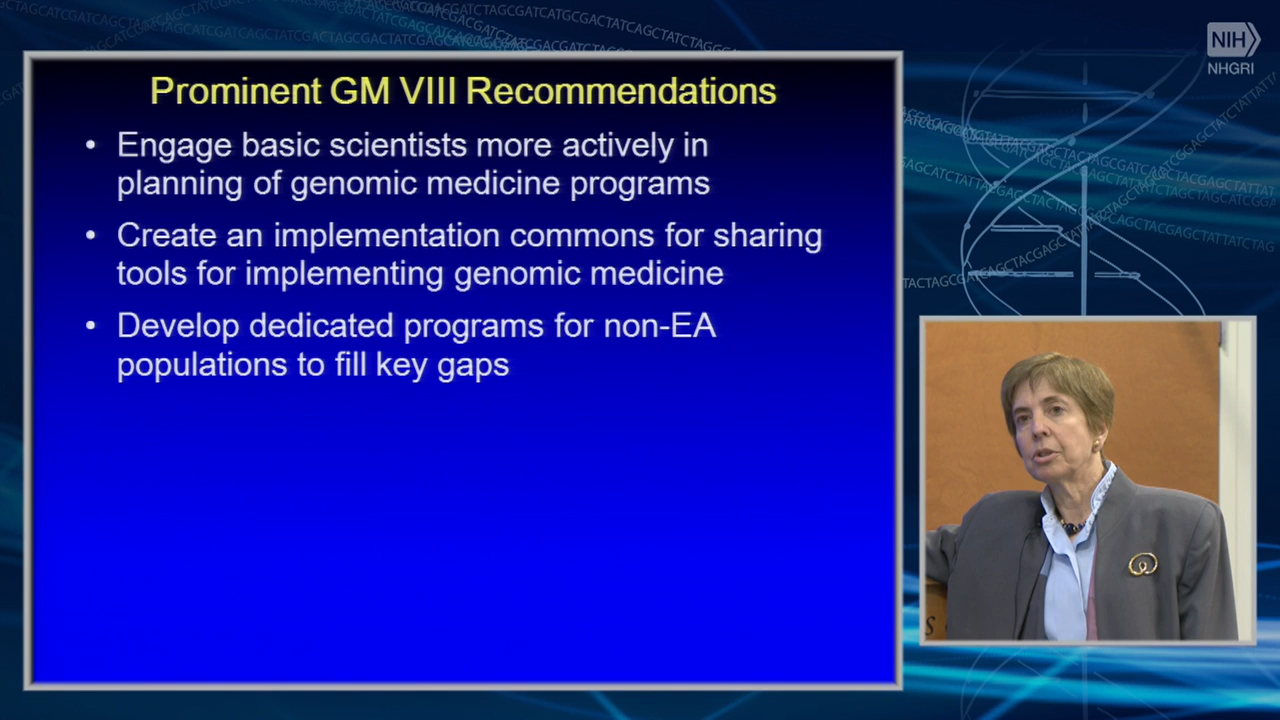 NIH
NHGRI
Prominent GM VIII Recommendations
• Engage basic scientists more actively in
planning of genomic medicine programs
• Create an implementation commons for sharing
tools for implementing genomic medicine
• Develop dedicated programs for non-EA
populations to fill key gaps